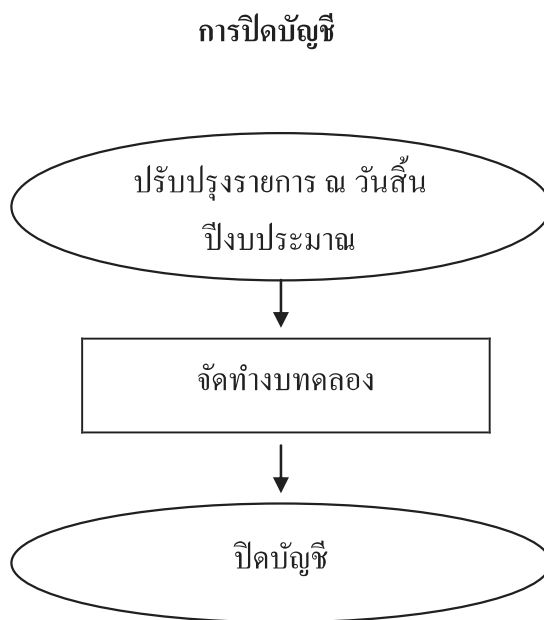 การปิดบัญชี
ปรับปรุงรายการ ณ วันสิ้น
ปีงบประมาณ
จัดทำงบทดลอง
ปิดบัญชี